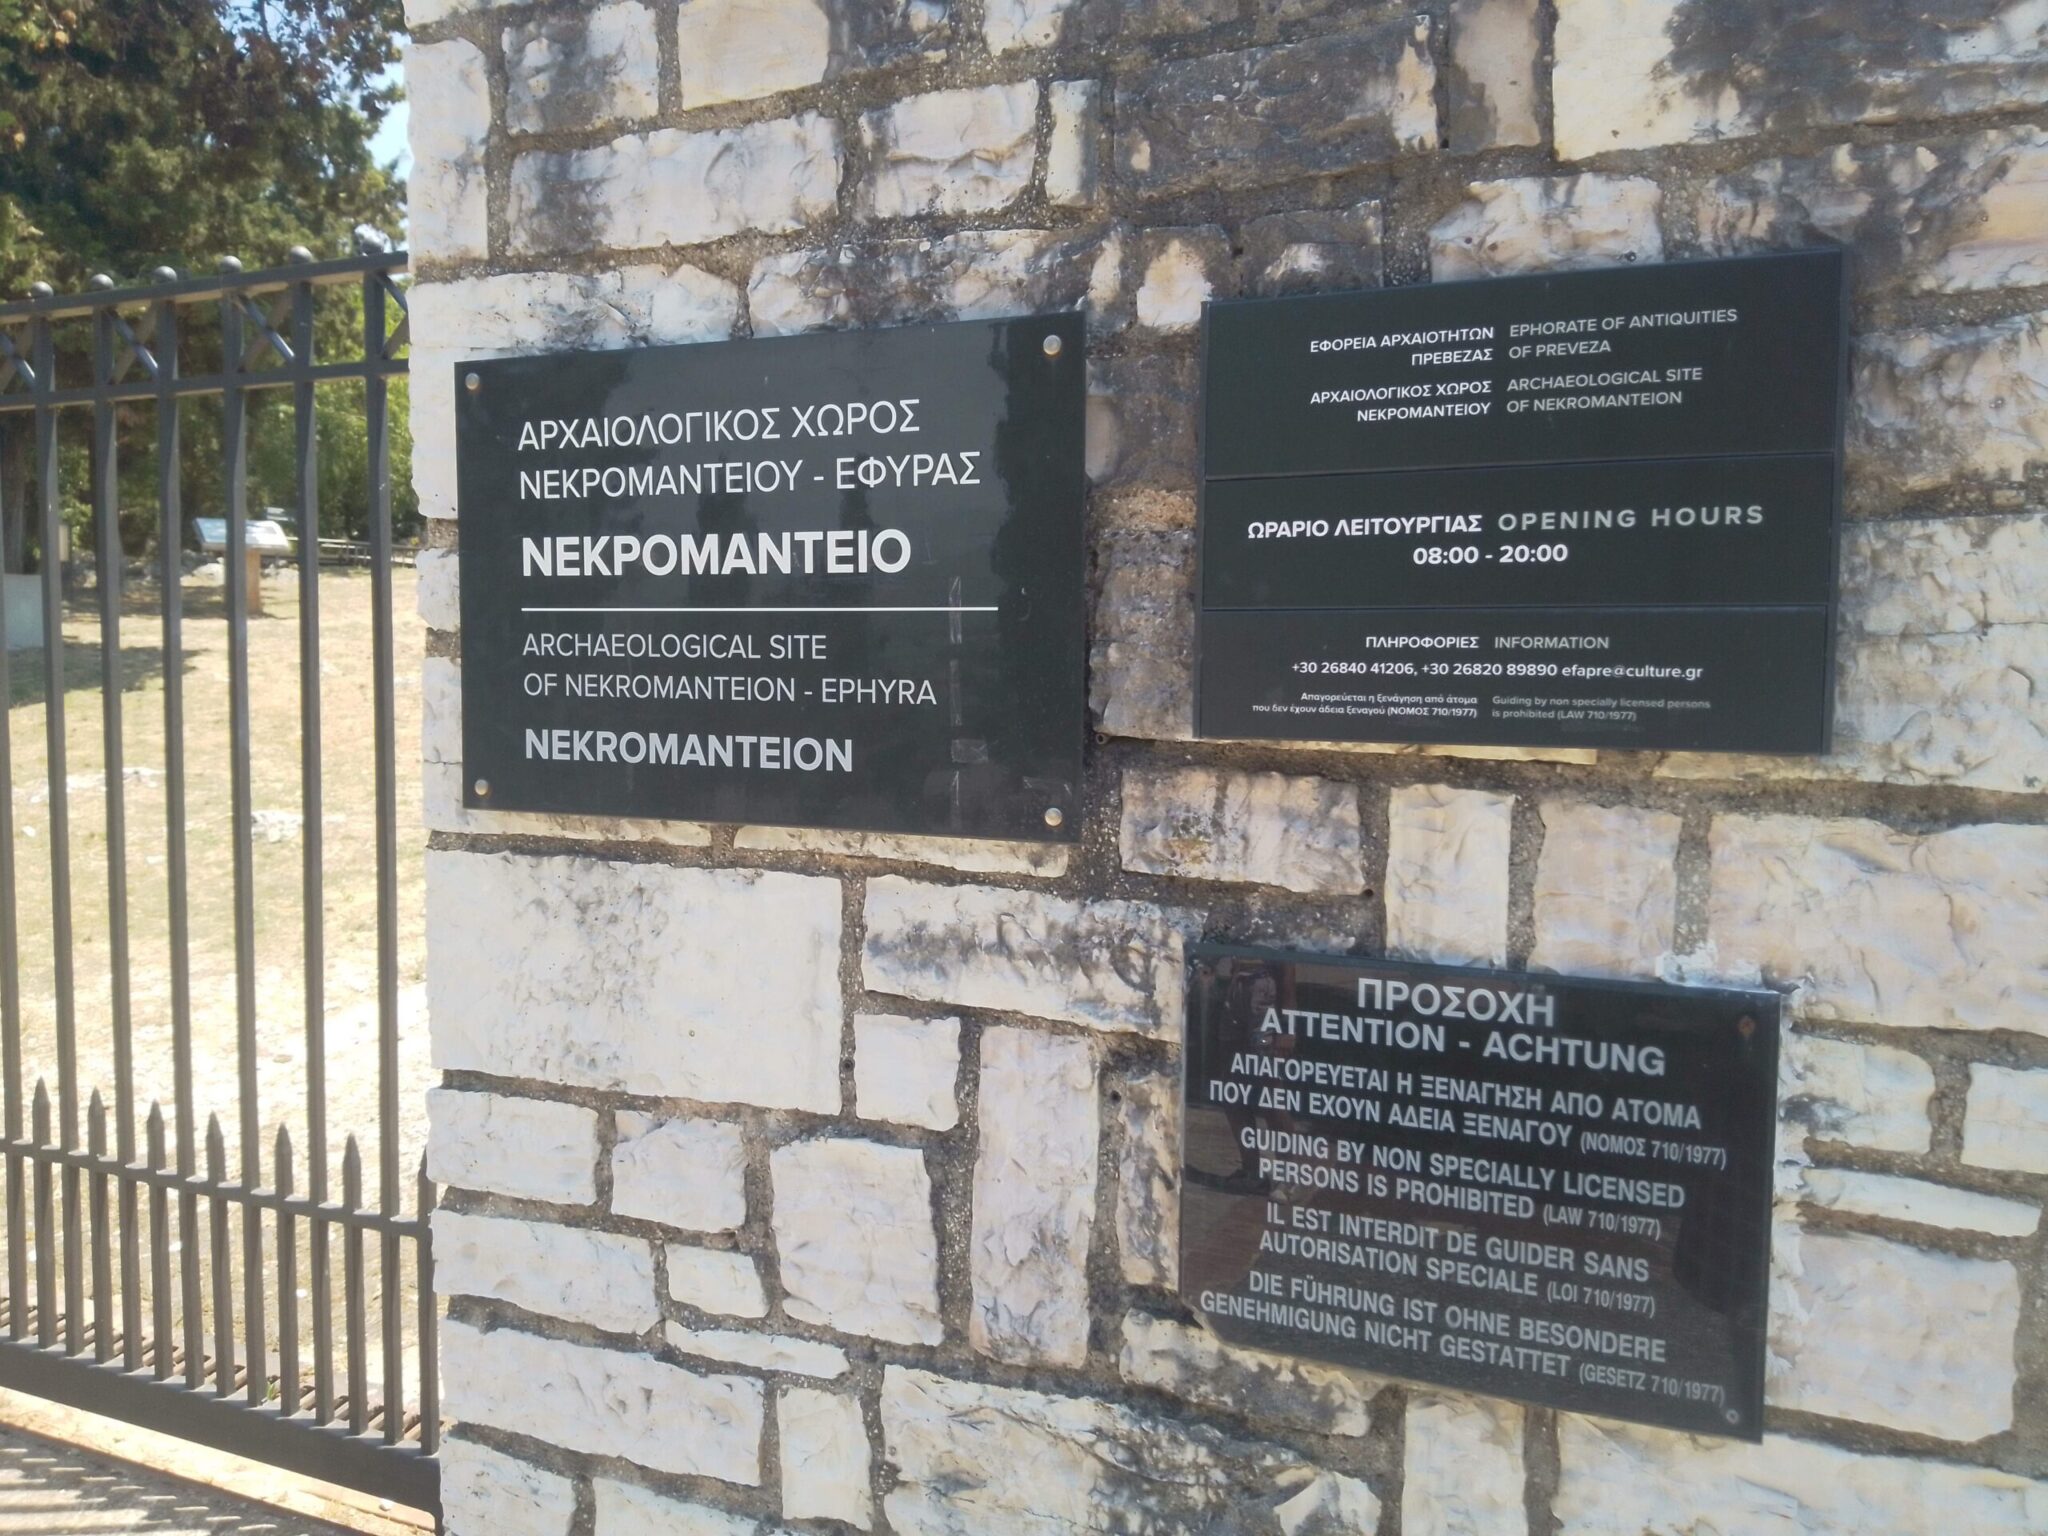 ΑΡΧΑΙΟΛΟΓΙΚΟΣ ΧΩΡΟΣ
ΝΕΚΡΟΜΑΝΤΕΙΟΥ - ΕΦΥΡΑΣ
ΝΕΚΡΟΜΑΝΤΕΙΟ
ARCHAEOLOGICAL SITE
OF NEKROMANTEION - EPHYRA
NEKROMANTEION
ΕΦΟΡΕΙΑ ΑΡΧΑΙΟΤΗΤΩΝ EPHORATE OF ANTIQUITIES
ΠΡΕΒΕΖΑΣ OF PREVEZA
ΑΡΧΑΙΟΛΟΓΙΚΟΣ ΧΩΡΟΣ ARCHAEOLOGICAL SITE
ΝΕΚΡΟΜΑΝΤΕΙΟΥ OF NEKROMANTEION
ΩΡΑΡΙΟ ΛΕΙΤΟΥΡΓΙΑΣ OPENING HOURS
08:00 - 20:00
ΠΛΗΡΟΦΟΡΙΕΣ INFORMATION
+30 26840 41206, +30 26820 89890 efapre@culture.gr
Απαγορεύεται η ξενάγηση από άτομα Guiding by non specially licensed persons
που δεν έχουν άδεια ξεναγού (ΝΟΜΟΣ 710/1977) is prohibited (LAW 710/1977)
ΠΡΟΣΟΧΗ
ATTENTION - ACHTUNG
ΑΠΑΓΟΡΕΥΕΤΑΙ Η ΞΕΝΑΓΗΣΗ ΑΠΟ ΑΤΟΜΑ
ΠΟΥ ΔΕΝ ΕΧΟΥΝ ΑΔΕΙΑ ΞΕΝΑΓΟΥ (ΝΟΜΟΣ 710/1977)
GUIDING BY NON SPECIALLY LICENSED
PERSONS IS PROHIBITED (LAW 710/1977)
IL EST INTERDIT DE GUIDER SANS
AUTORISATION SPECIALE (LOI 710/1977)
DIE FÜHRUNG IST OHNE BESONDERE
GENEHMIGUNG NICHT GESTATTET (GESETZ 710/1977)